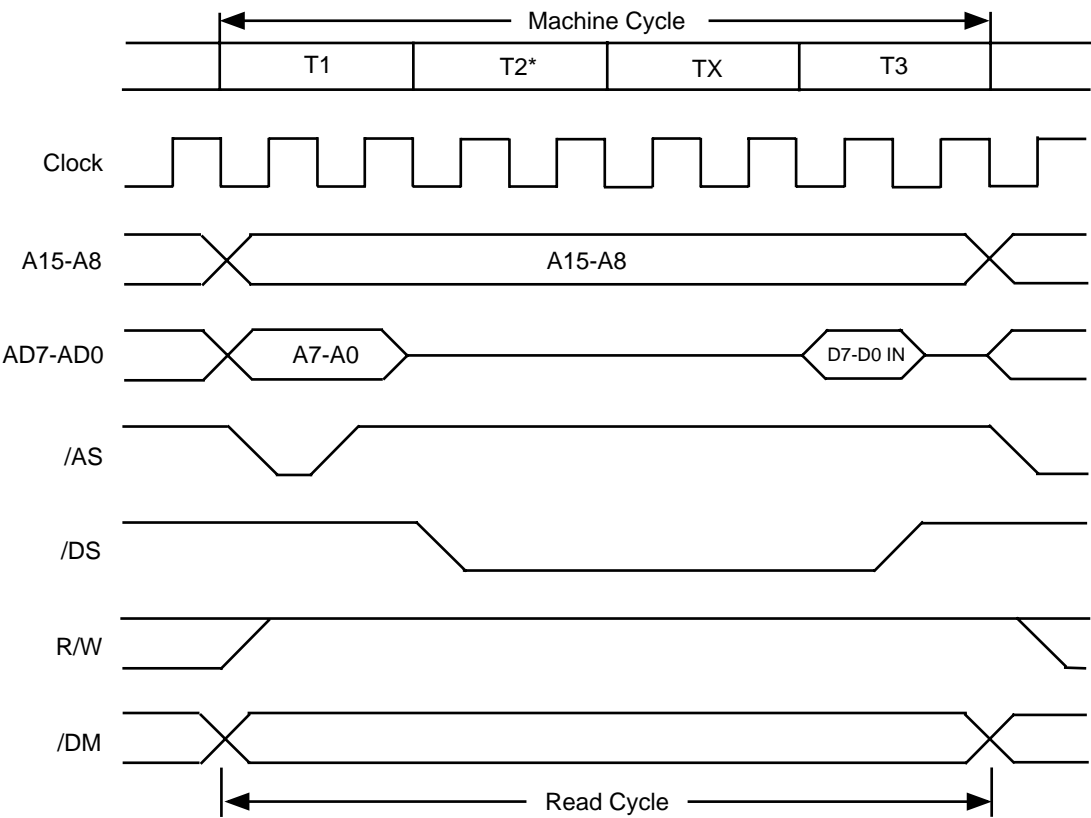 Machine Cycle
T1 T2* TX T3
Clock
A15-A8 A15-A8
AD7-AD0 A7-A0 D7-D0 IN
/AS
/DS
R/W
/DM
Read Cycle